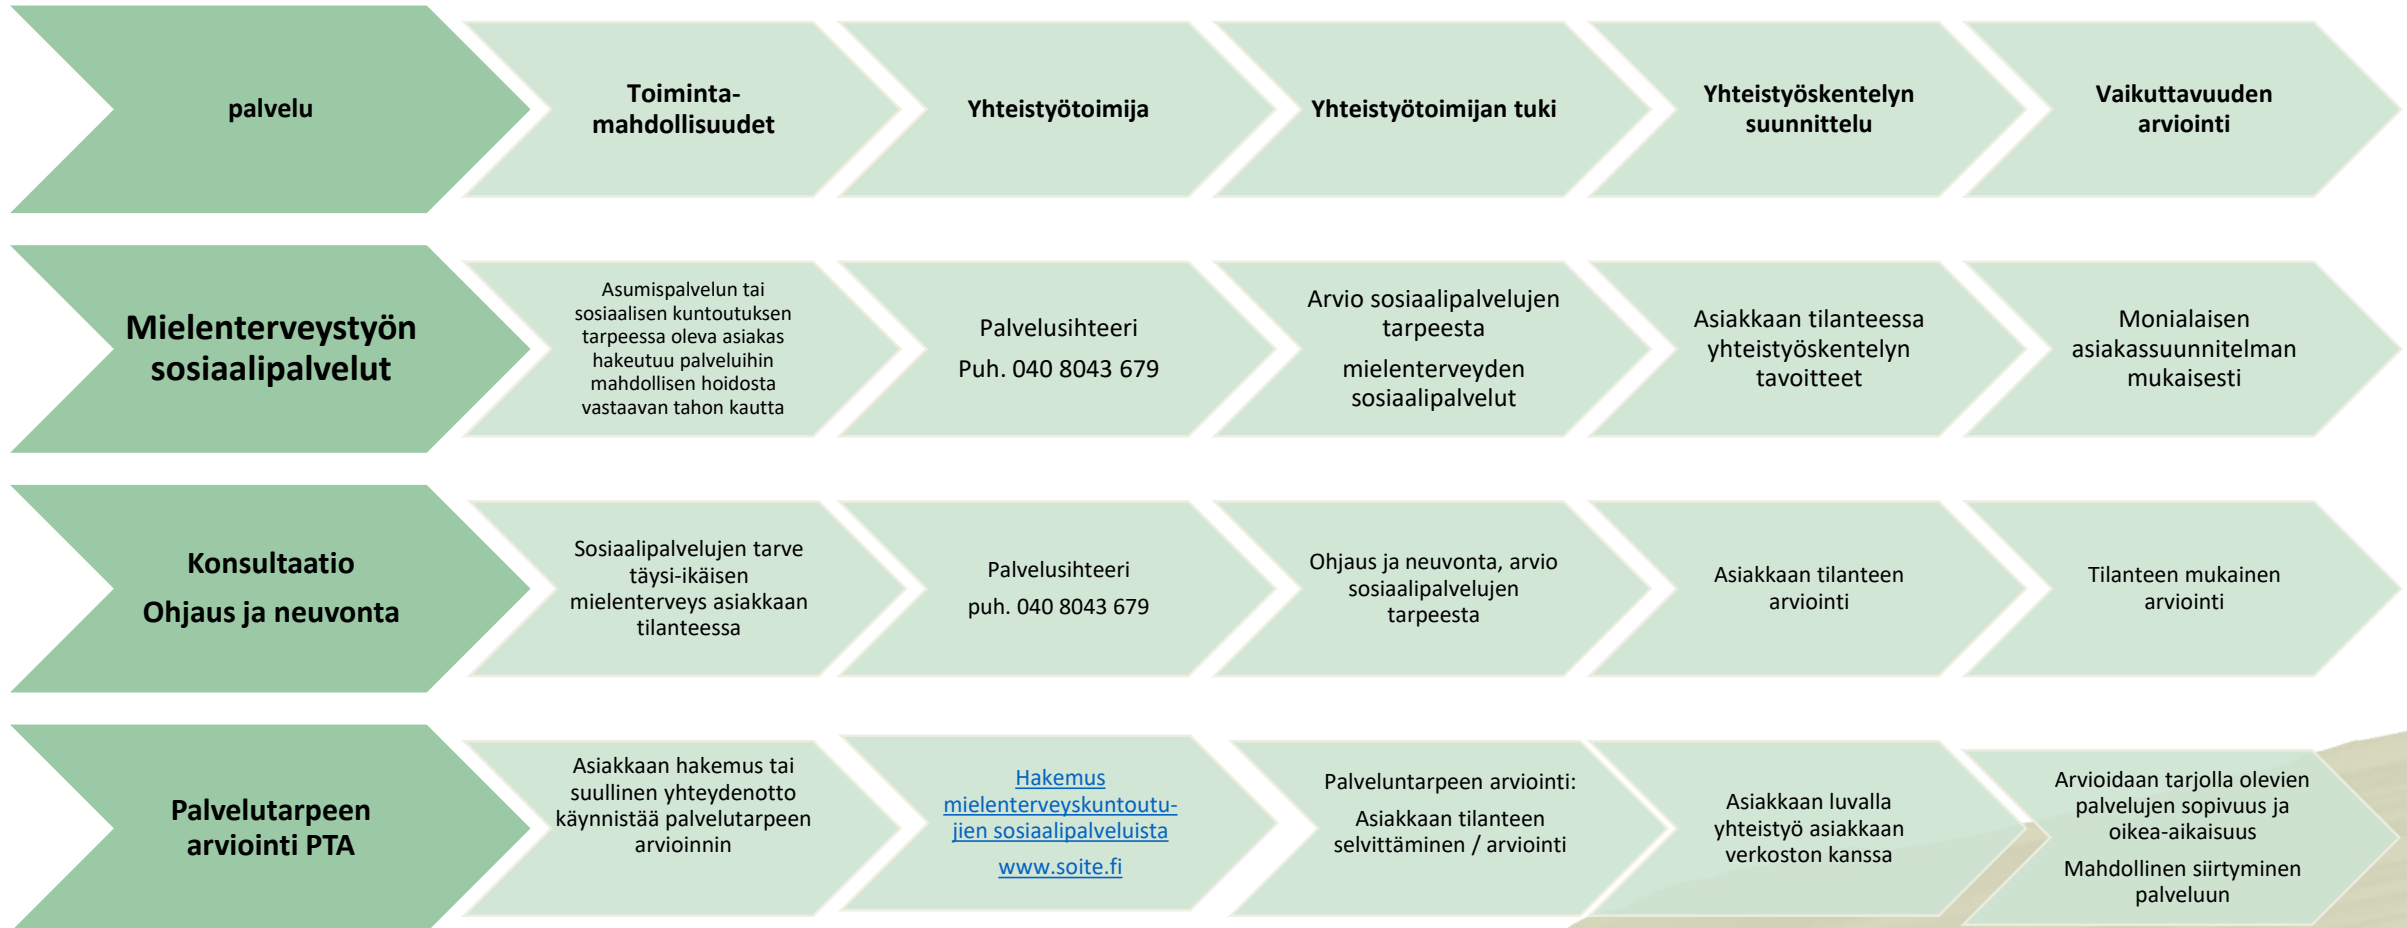 palvelu
Toiminta-
mahdollisuudet
Yhteistyötoimija
Yhteistyötoimijan tuki
Yhteistyöskentelyn
suunnittelu
Vaikuttavuuden
arviointi
Mielenterveystyön
sosiaalipalvelut
Asumispalvelun tai
sosiaalisen kuntoutuksen
tarpeessa oleva asiakas
hakeutuu palveluihin
mahdollisen hoidosta
vastaavan tahon kautta
Palvelusihteeri
Puh. 040 8043 679
Arvio sosiaalipalvelujen
tarpeesta
mielenterveyden
sosiaalipalvelut
Asiakkaan tilanteessa
yhteistyöskentelyn
tavoitteet
Monialaisen
asiakassuunnitelman
mukaisesti
Konsultaatio
Ohjaus ja neuvonta
Sosiaalipalvelujen tarve
täysi-ikäisen
mielenterveys asiakkaan
tilanteessa
Palvelusihteeri
puh. 040 8043 679
Ohjaus ja neuvonta, arvio
sosiaalipalvelujen
tarpeesta
Asiakkaan tilanteen
arviointi
Tilanteen mukainen
arviointi
Palvelutarpeen
arviointi PTA
Asiakkaan hakemus tai
suullinen yhteydenotto
käynnistää palvelutarpeen
arvioinnin
Hakemus
mielenterveyskuntoutu-
jien sosiaalipalveluista
www.soite.fi
Palveluntarpeen arviointi:
Asiakkaan tilanteen
selvittäminen / arviointi
Asiakkaan luvalla
yhteistyö asiakkaan
verkoston kanssa
Arvioidaan tarjolla olevien
palvelujen sopivuus ja
oikea-aikaisuus
Mahdollinen siirtyminen
palveluun